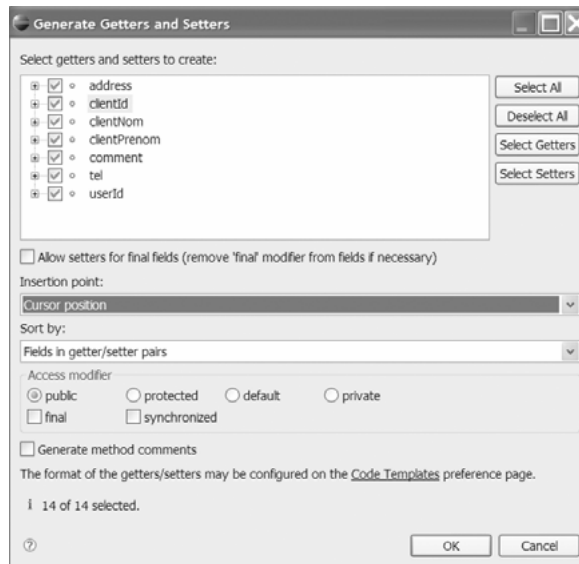 Generate Getters and Setters
Select getters and setters to create:
address
clientId
clientNom
clientPrenom
comment
tel
userId
Select All
Deselect All
Select Getters
Select Setters
Allow setters for final fields (remove 'final' modifier from fields if necessary)
Insertion point:
Cursor position
Sort by:
Fields in getter/setter pairs
Access modifier
public protected default private
final synchronized
Generate method comments
The format of the getters/setters may be configured on the Code Templates preference page.
i 14 of 14 selected.
? OK Cancel